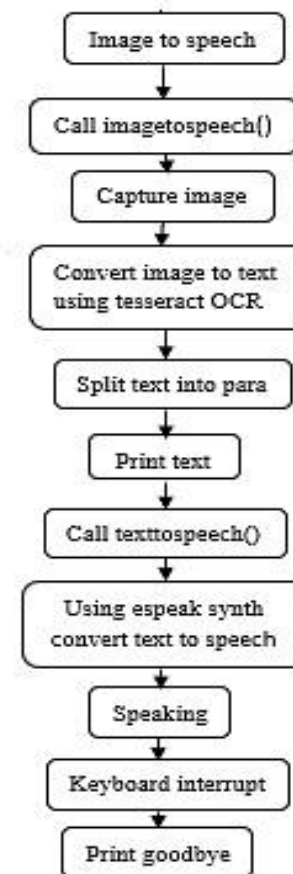 Image to speech
Call imagetospeech()
Capture image
Convert image to text
using tesseract OCR
Split text into para
Print text
Call texttospeech()
Using espeak synth
convert text to speech
Speaking
Keyboard interrupt
Print goodbye